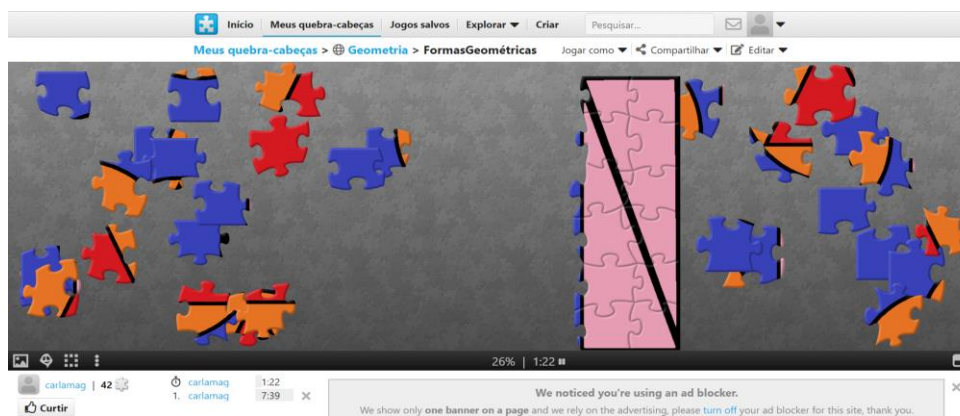 Início Meus quebra-cabeças Jogos salvos Explorar Criar Pesquisar...
Meus quebra-cabeças > Geometria > FormasGeométricas Jogar como Compartilhar Editar
26% | 1:22
carlamaq | 42 carlamaq 1:22
1. carlamaq 7:39
Curtir
We noticed you're using an ad blocker.
We show only one banner on a page and we rely on the advertising, please turn off your ad blocker for this site, thank you.